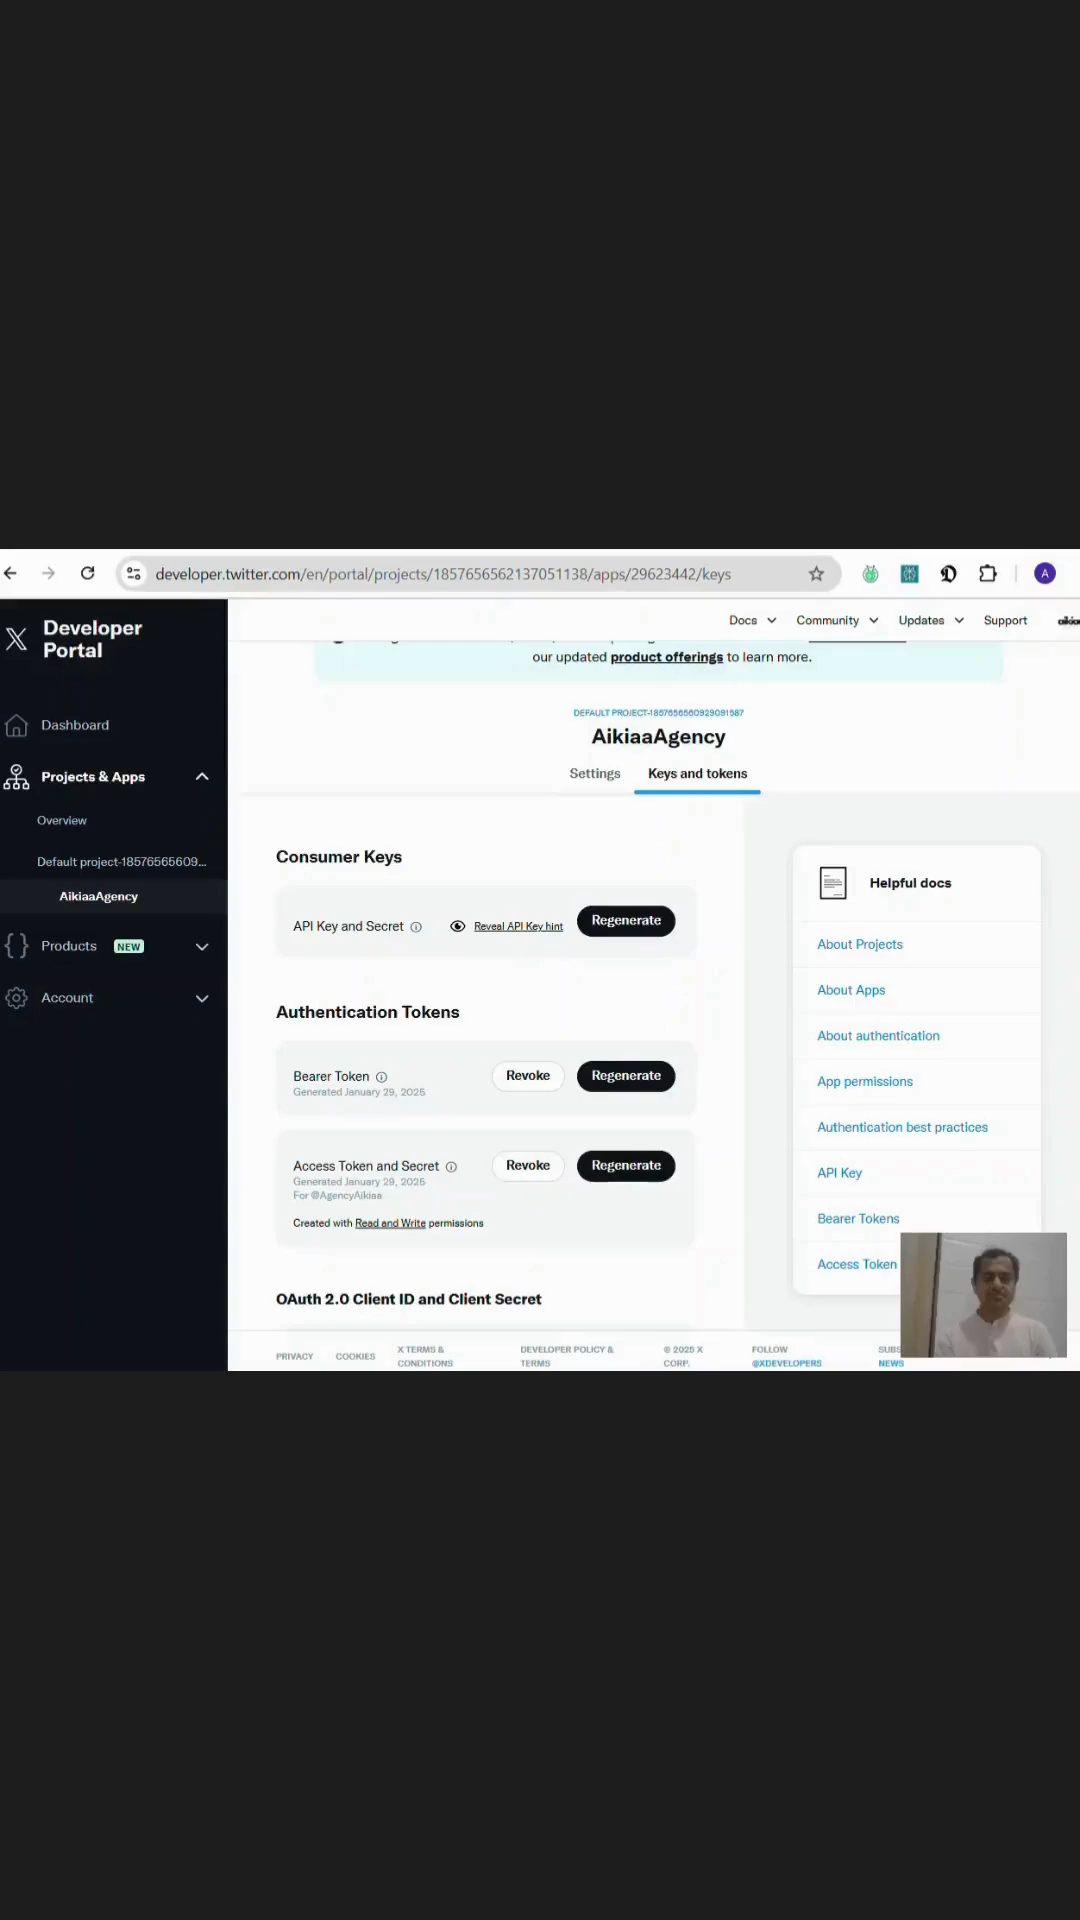 developer.twitter.com/en/portal/projects/1857656562137051138/apps/29623442/keys
A
Developer
Portal
Docs
Community
Updates
Support
our updated product offerings to learn more.
DEFAULT PROJECT-1857656560929091587
AikiaaAgency
Settings
Keys and tokens
Dashboard
Projects & Apps
Overview
Default project-18576565609...
AikiaaAgency
Products NEW
Account
Consumer Keys
API Key and Secret
Reveal API Key hint
Regenerate
Authentication Tokens
Bearer Token
Generated January 29, 2025
Revoke
Regenerate
Access Token and Secret
Generated January 29, 2025
For @AgencyAikiaa
Revoke
Regenerate
Created with Read and Write permissions
OAuth 2.0 Client ID and Client Secret
Helpful docs
About Projects
About Apps
About authentication
App permissions
Authentication best practices
API Key
Bearer Tokens
Access Token
PRIVACY
COOKIES
X TERMS &
CONDITIONS
DEVELOPER POLICY &
TERMS
© 2025 X
CORP.
FOLLOW
@XDEVELOPERS
SUBS
NEWS